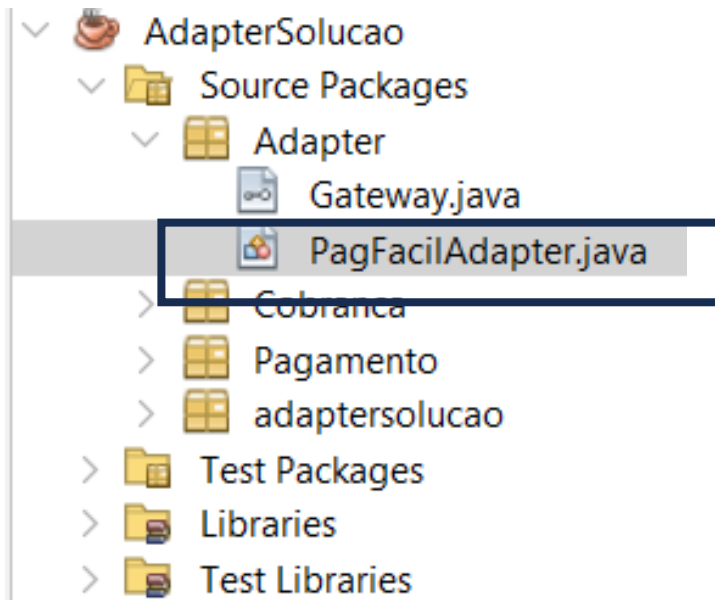 AdapterSolucao
Source Packages
Adapter
Gateway.java
PagFacilAdapter.java
Cobranca
Pagamento
adaptersolucao
Test Packages
Libraries
Test Libraries